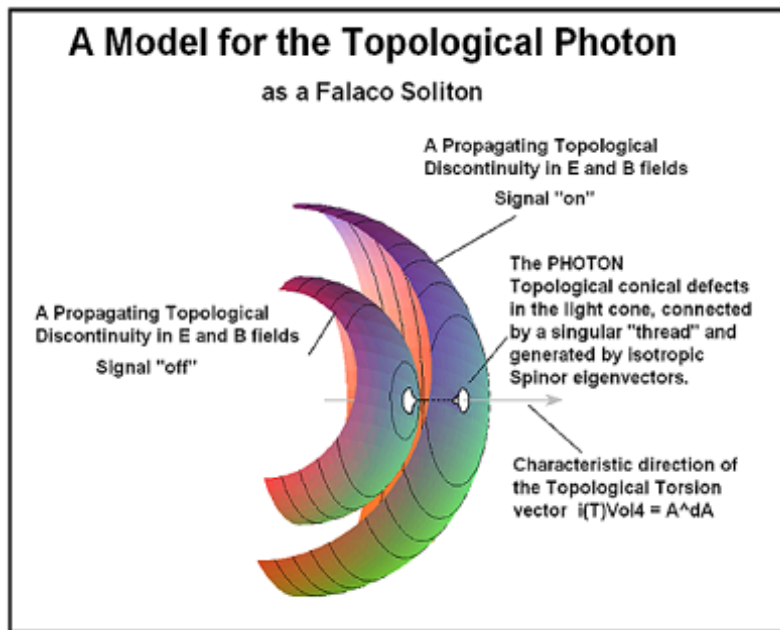 A Model for the Topological Photon
as a Falaco Soliton
A Propagating Topological
Discontinuity in E and B fields
Signal "on"
The PHOTON
Topological conical defects
in the light cone, connected
by a singular "thread" and
generated by isotropic
Spinor eigenvectors.
A Propagating Topological
Discontinuity in E and B fields
Signal "off"
Characteristic direction of
the Topological Torsion
vector i(T)Vol4 = A^dA